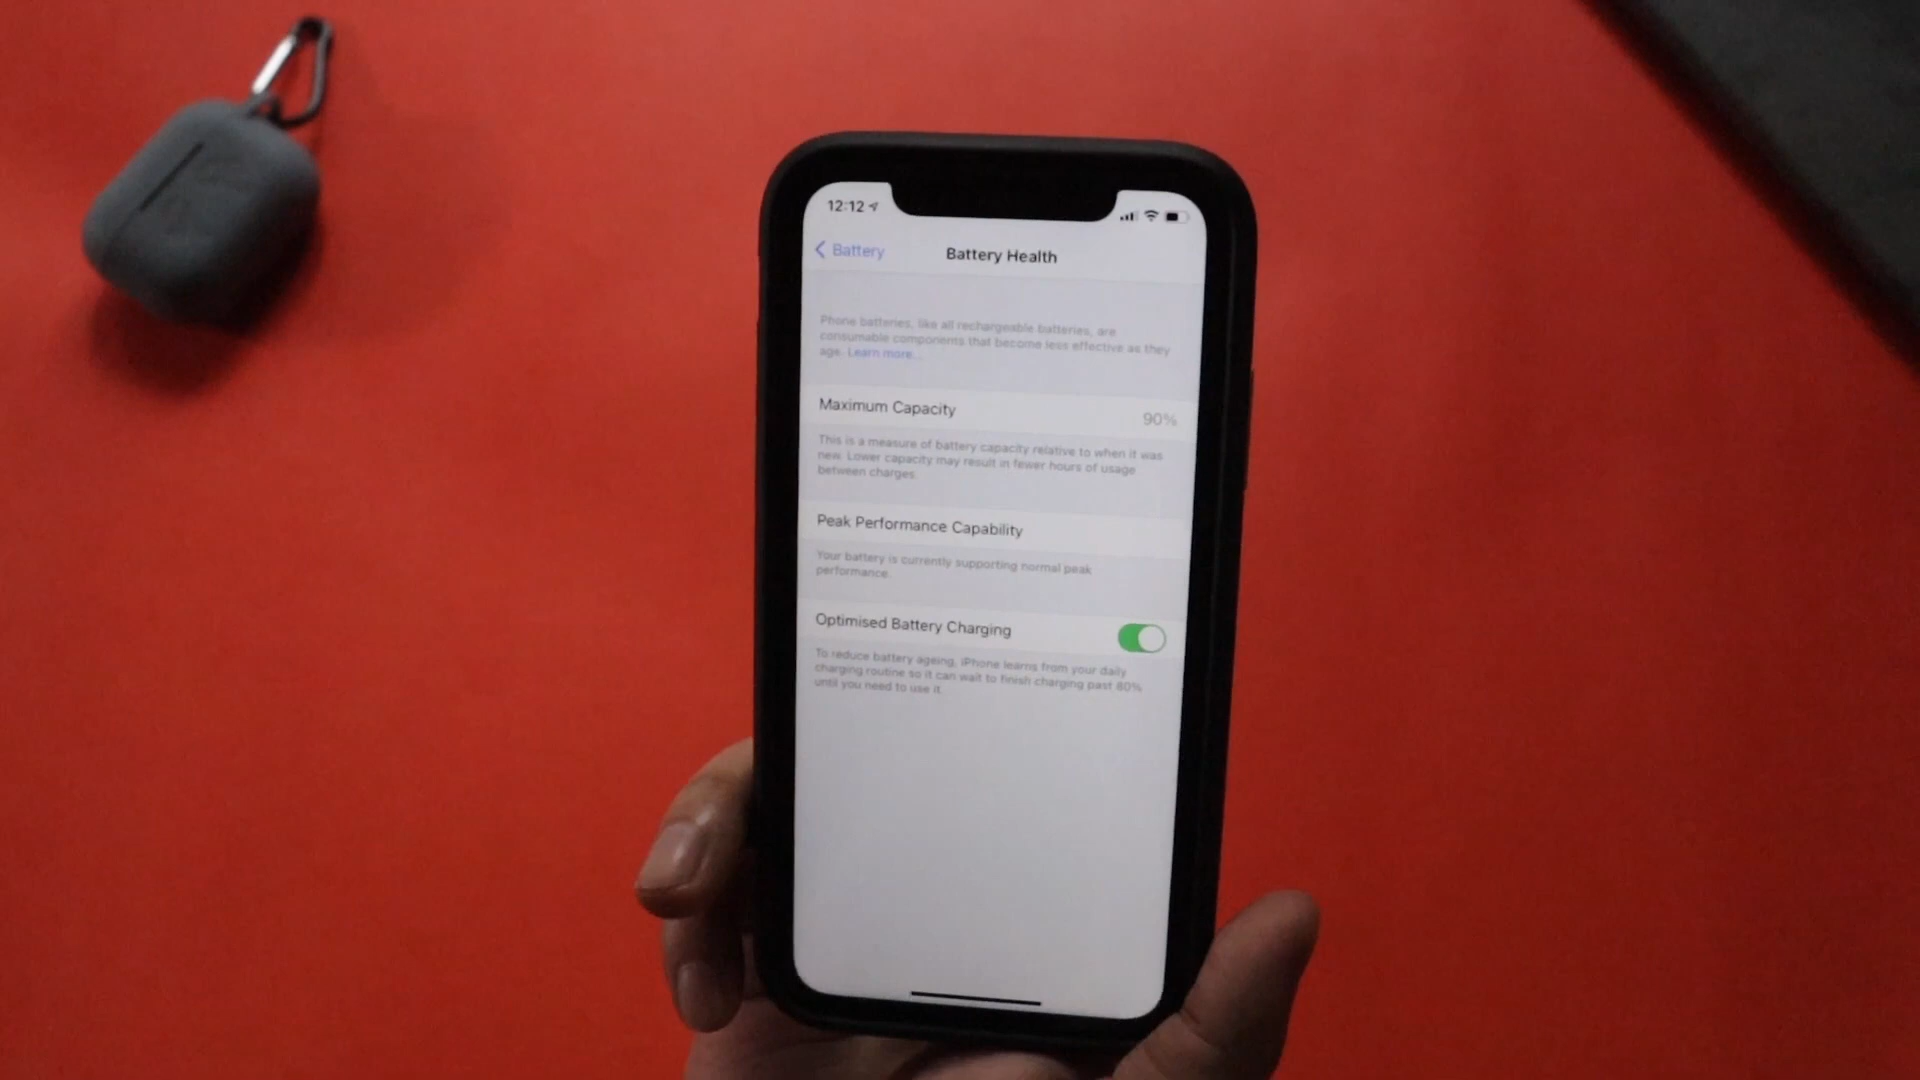 12:12
Battery
Battery Health
Phone batteries, like all rechargeable batteries, are
consumable components that become less effective as they
age. Learn more...
Maximum Capacity
90%
This is a measure of battery capacity relative to when it was
new. Lower capacity may result in fewer hours of usage
between charges.
Peak Performance Capability
Your battery is currently supporting normal peak
performance.
Optimised Battery Charging
To reduce battery ageing, iPhone learns from your daily
charging routine so it can wait to finish charging past 80%
until you need to use it.